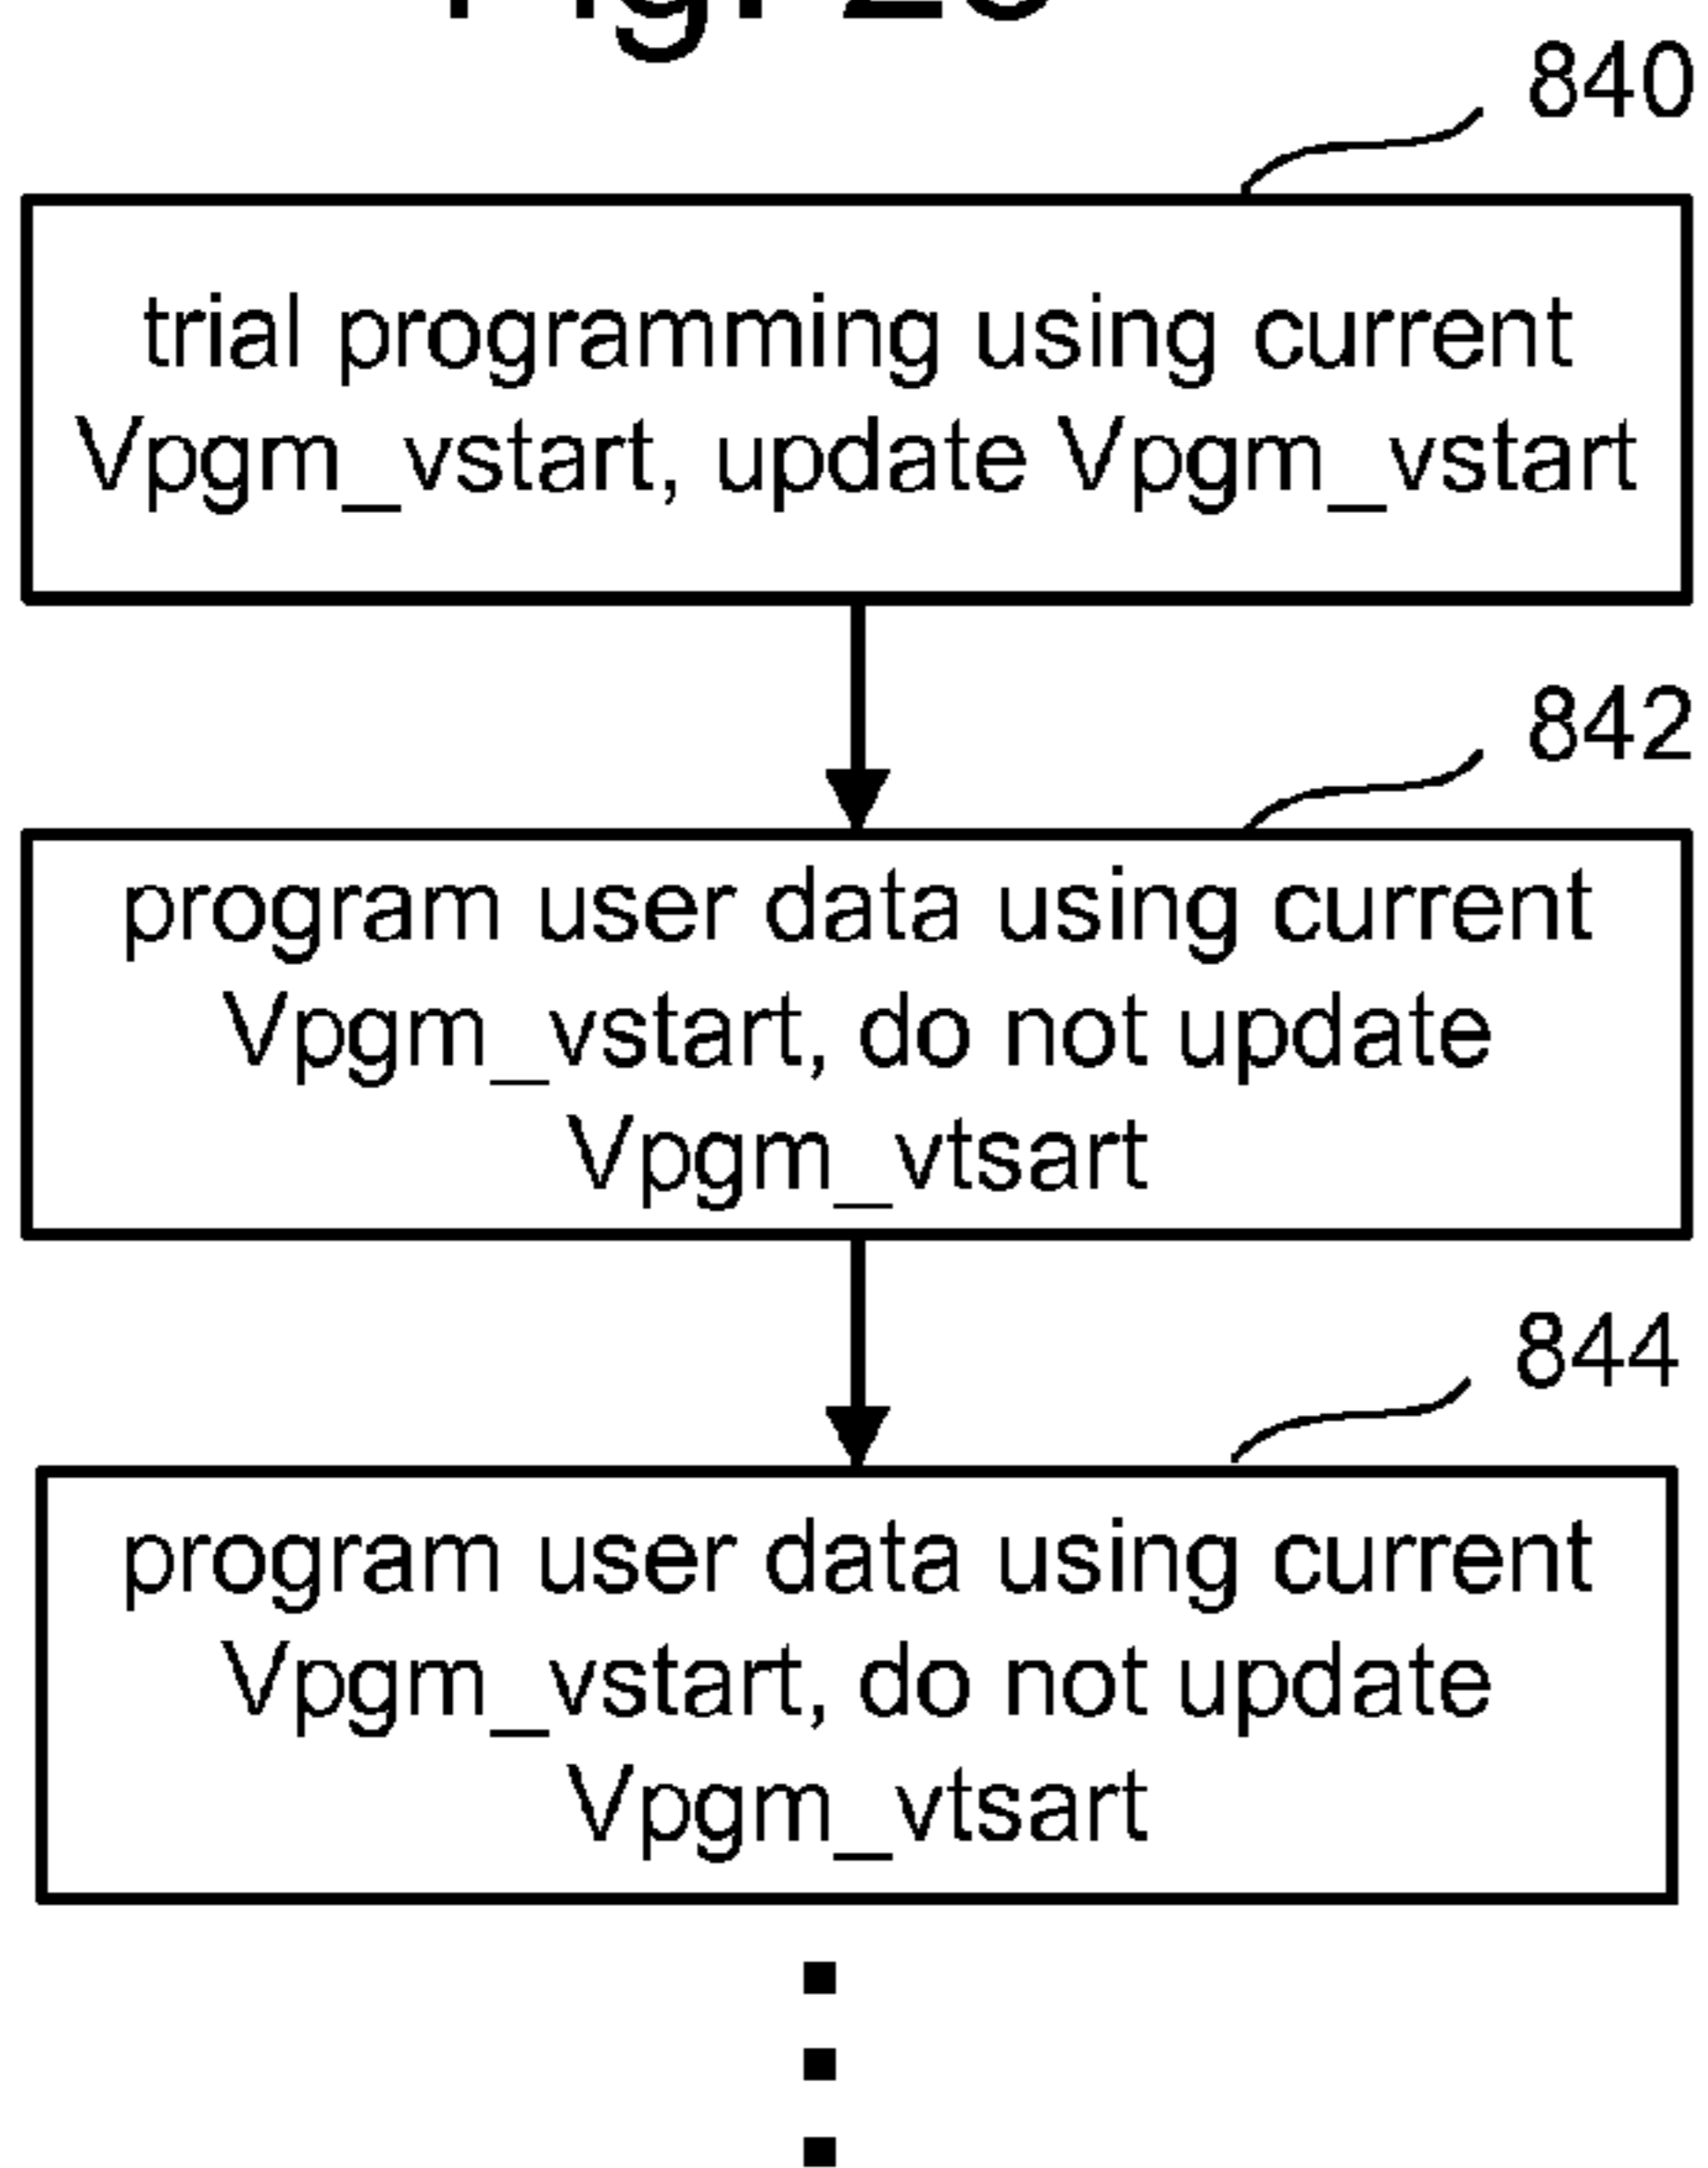 840
trial programming using current
Vpgm_vstart, update Vpgm_vstart
842
program user data using current
Vpgm_vstart, do not update
Vpgm_vtsart
844
program user data using current
Vpgm_vstart, do not update
Vpgm_vtsart